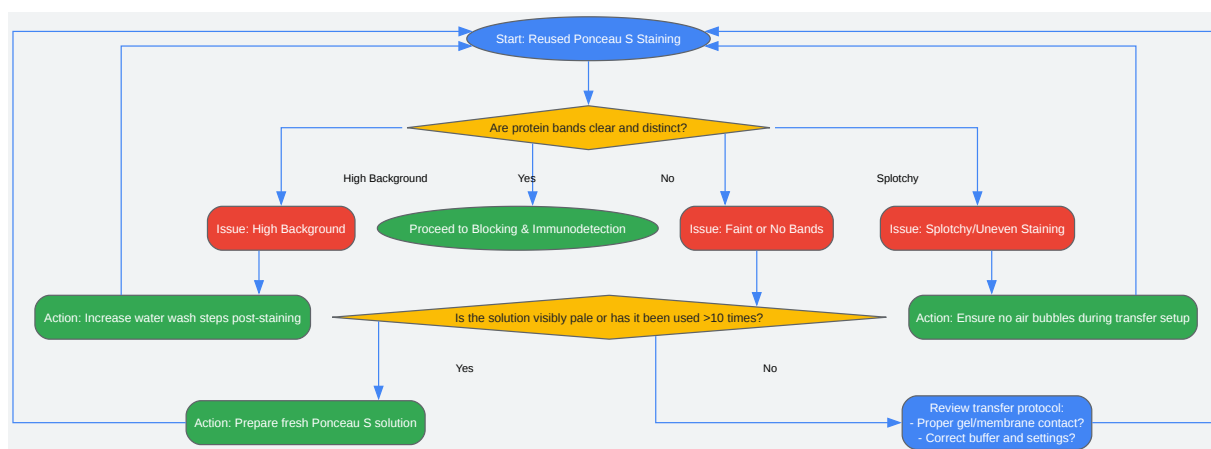 Start: Reused Ponceau S Staining
Are protein bands clear and distinct?
High Background
Yes
No
Splotchy
Issue: High Background
Proceed to Blocking & Immunodetection
Issue: Faint or No Bands
Issue: Splotchy/Uneven Staining
Action: Increase water wash steps post-staining
Is the solution visibly pale or has it been used >10 times?
Action: Ensure no air bubbles during transfer setup
Yes
No
Action: Prepare fresh Ponceau S solution
Review transfer protocol:
- Proper gel/membrane contact?
- Correct buffer and settings?